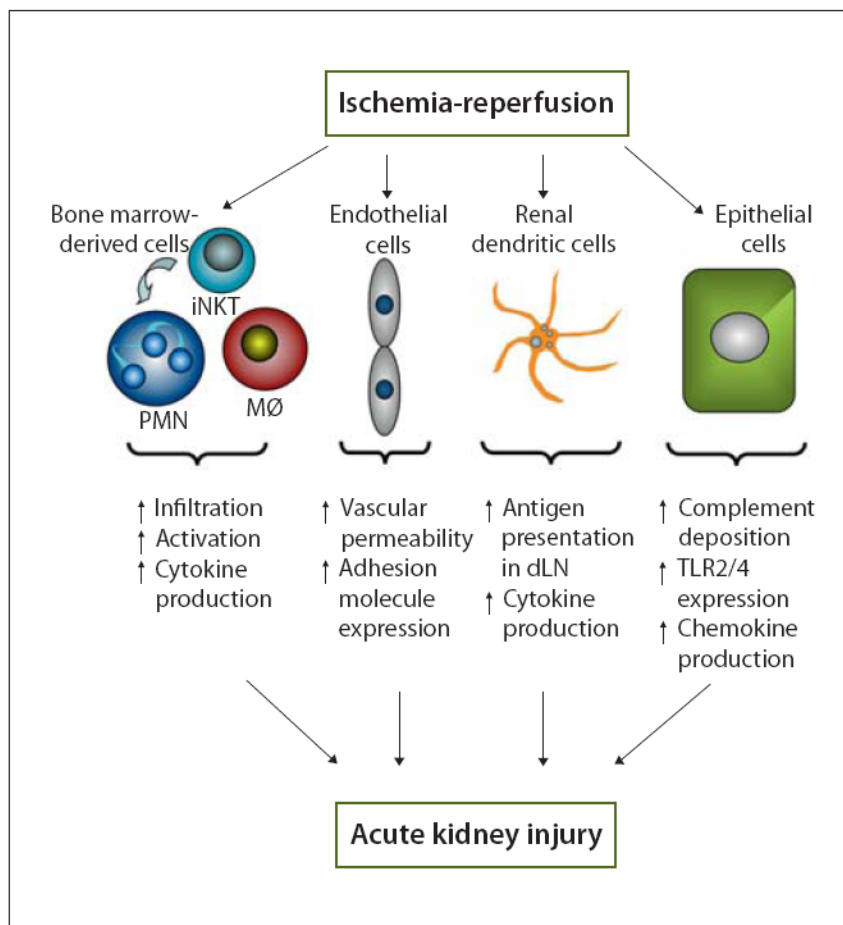 Ischemia-reperfusion
Bone marrow-
derived cells
iNKT
PMN
MØ
↑ Infiltration
↑ Activation
↑ Cytokine
production
Endothelial
cells
↑ Vascular
permeability
↑ Adhesion
molecule
expression
Renal
dendritic cells
↑ Antigen
presentation
in dLN
↑ Cytokine
production
Epithelial
cells
↑ Complement
deposition
↑ TLR2/4
expression
↑ Chemokine
production
Acute kidney injury